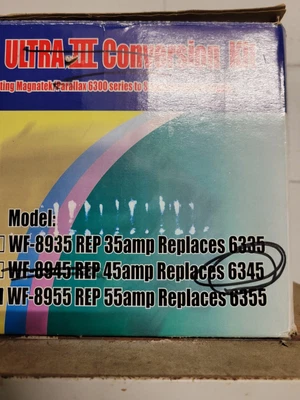 ULTRA III Conversion Kit
ting Magnatek/Parallax 6300 series to
Model:
WF-8935 REP 35amp Replaces 6335
WF-8945 REP 45amp Replaces 6345
WF-8955 REP 55amp Replaces 6355